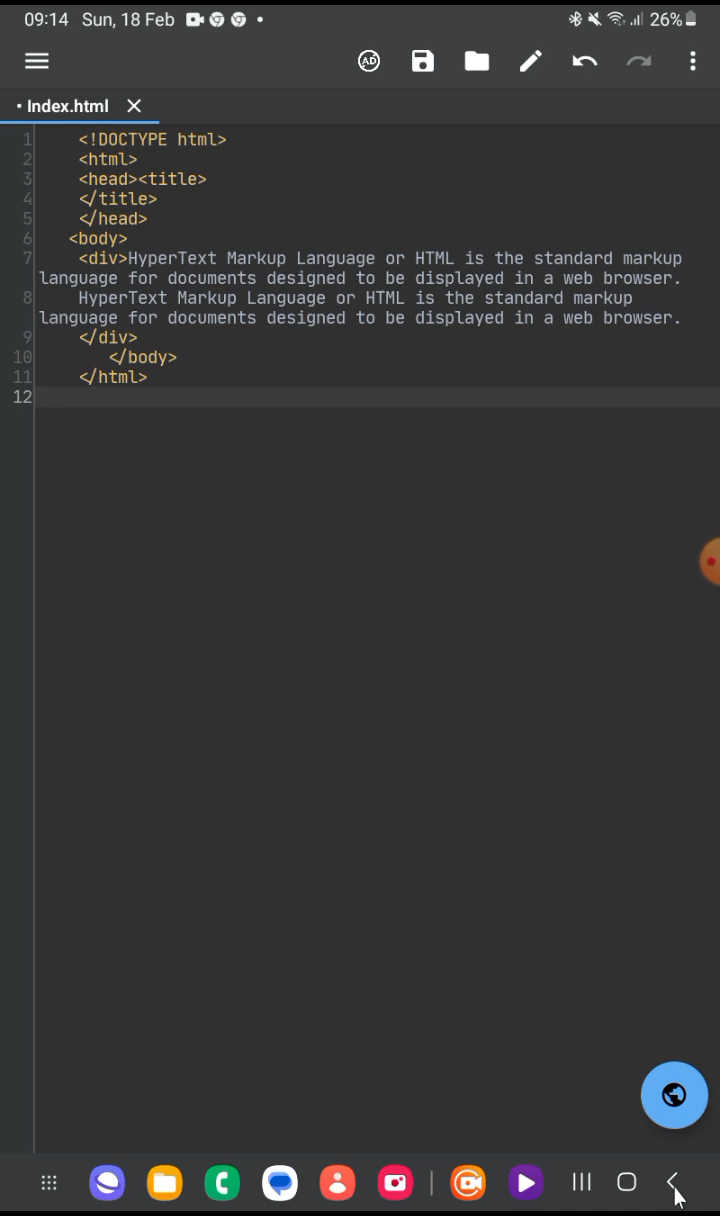 09:14 Sun, 18 Feb
26%
AD
• Index.html
1 <!DOCTYPE html>
2 <html>
3 <head><title>
4 </title>
5 </head>
6 <body>
7 <div>HyperText Markup Language or HTML is the standard markup
language for documents designed to be displayed in a web browser.
8 HyperText Markup Language or HTML is the standard markup
language for documents designed to be displayed in a web browser.
9 </div>
10 </body>
11 </html>
12